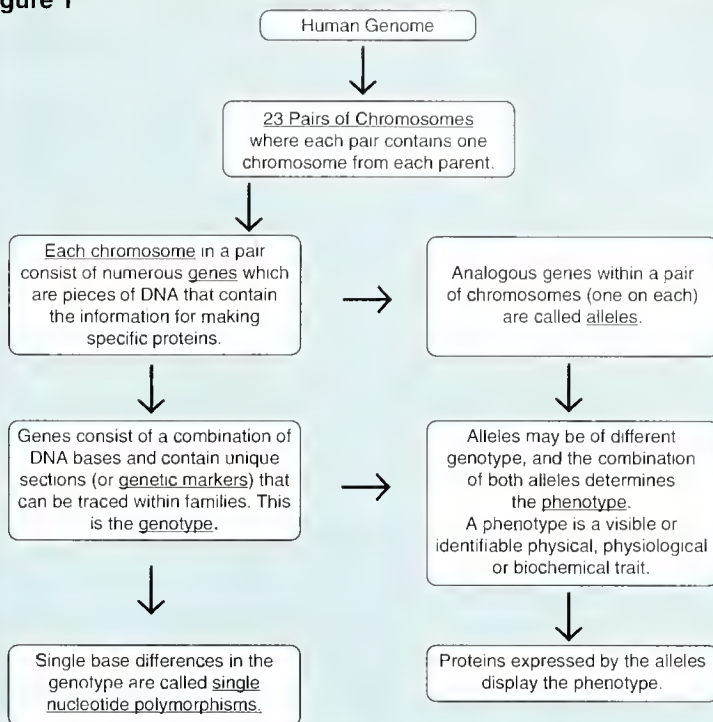 gure 1
Human Genome
23 Pairs of Chromosomes
where each pair contains one
chromosome from each parent.
Each chromosome in a pair
consist of numerous genes which
are pieces of DNA that contain
the information for making
specific proteins.
Analogous genes within a pair
of chromosomes (one on each)
are called alleles.
Genes consist of a combination of
DNA bases and contain unique
sections (or genetic markers) that
can be traced within families. This
is the genotype.
Alleles may be of different
genotype, and the combination
of both alleles determines
the phenotype.
A phenotype is a visible or
identifiable physical, physiological
or biochemical trait.
Single base differences in the
genotype are called single
nucleotide polymorphisms.
Proteins expressed by the alleles
display the phenotype.